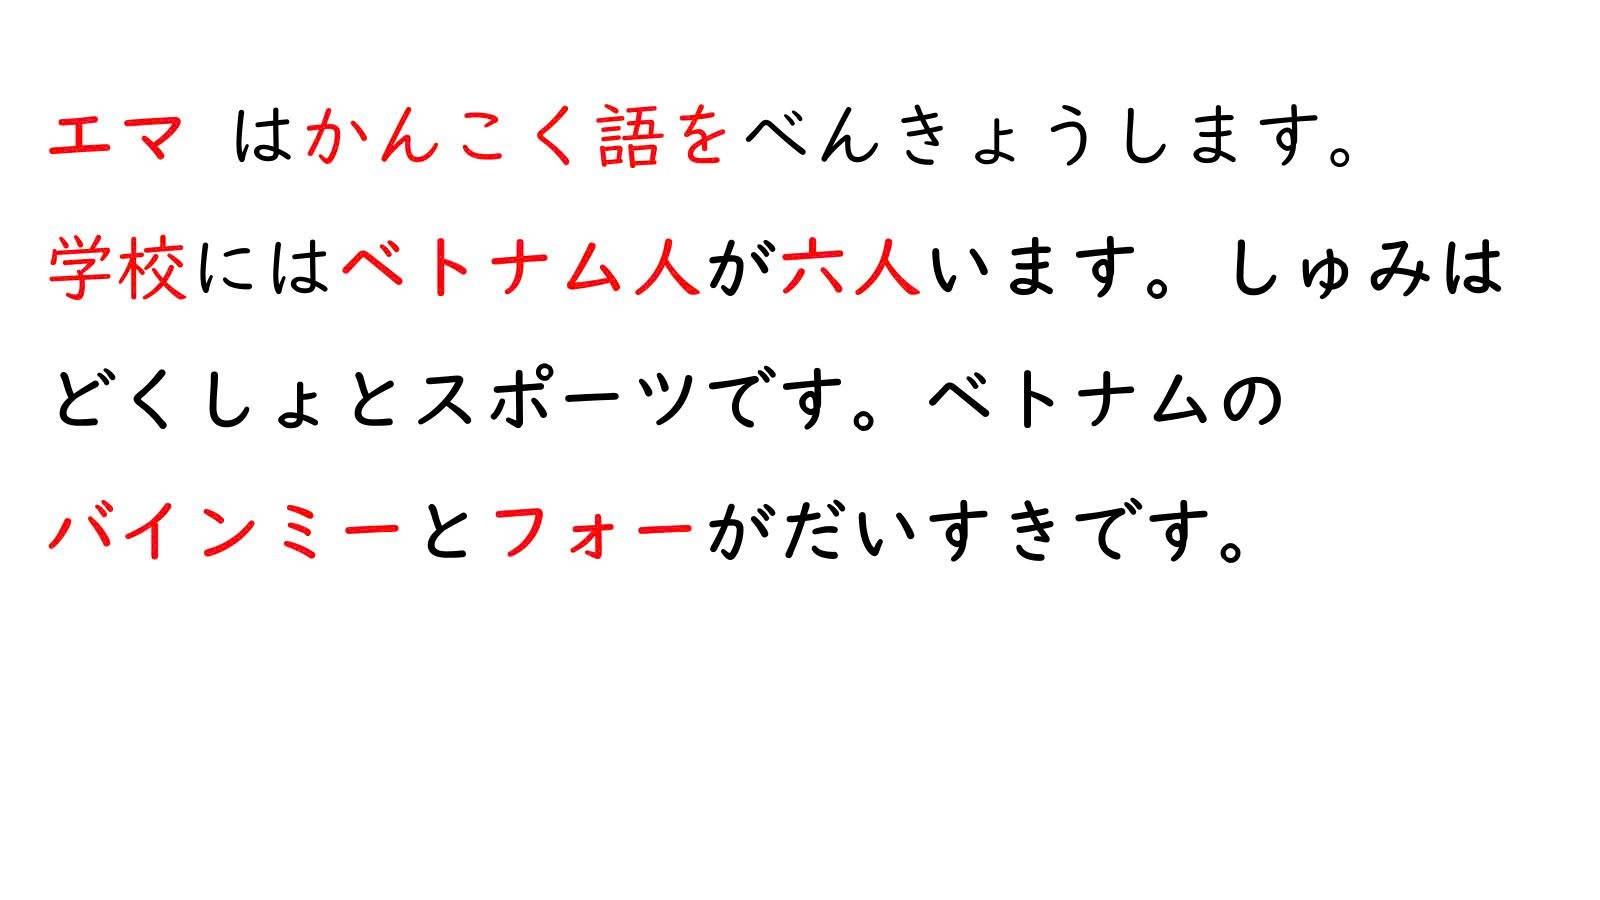 エマ はかんこく語をべんきょうします。
学校にはベトナム人が六人います。しゅみは
どくしょとスポーツです。ベトナムの
バインミーとフォーがだいすきです。